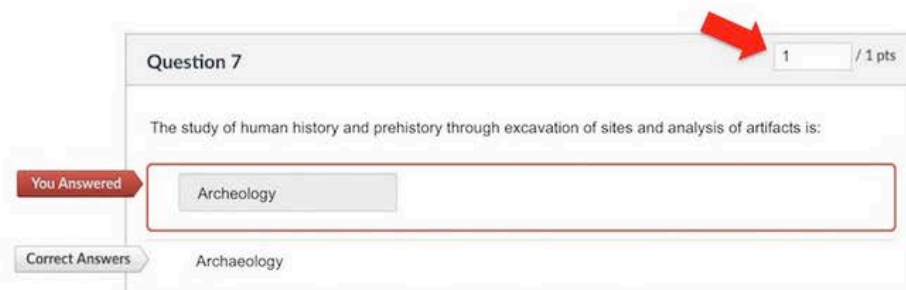 Question 7
1 / 1 pts
The study of human history and prehistory through excavation of sites and analysis of artifacts is:
You Answered
Archeology
Correct Answers
Archaeology